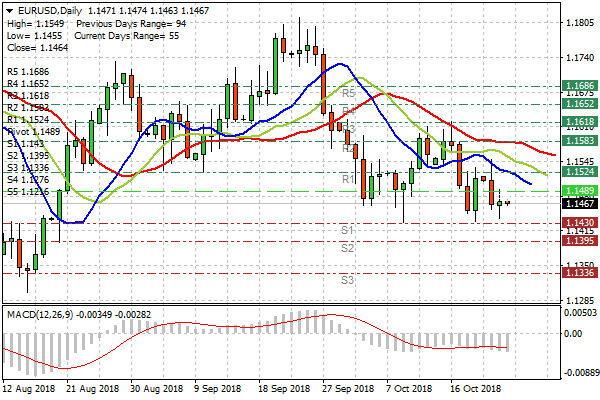 EURUSD,Daily 1.1471 1.1474 1.1463 1.1467
High= 1.1549 Previous Days Range= 94
Low= 1.1455 Current Days Range= 55
Close= 1.1464
R5 1.1686
R4 1.1652
R3 1.1618
R2 1.1583
R1 1.1524
Pivot 1.1489
S1 1.143
S2 1.1395
S3 1.1336
S4 1.1276
S5 1.1216
R5
R1
S1
S2
S3
1.1805
1.1740
1.1686
1.1675
1.1652
1.1618
1.1610
1.1583
1.1545
1.1524
1.1489
1.1467
1.1430
1.1415
1.1395
1.1350
1.1336
1.1285
MACD(12,26,9) -0.00349 -0.00282
0.00503
0.00
-0.00889
12 Aug 2018 21 Aug 2018 30 Aug 2018 9 Sep 2018 18 Sep 2018 27 Sep 2018 7 Oct 2018 16 Oct 2018